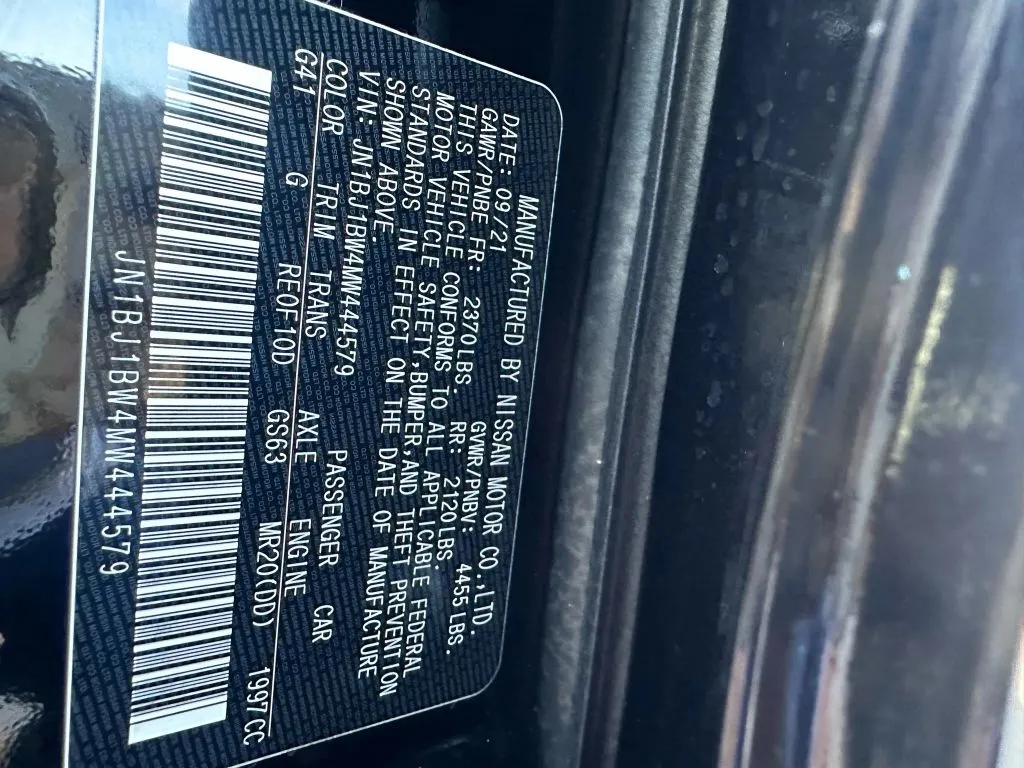 MANUFACTURED BY NISSAN MOTOR CO.,LTD.
DATE: 09/21 GVWR/PNBV: 4455 LBS.
GAWR/PNBE FR: 2370LBS. RR: 2120LBS.
THIS VEHICLE CONFORMS TO ALL APPLICABLE FEDERAL
MOTOR VEHICLE SAFETY,BUMPER,AND THEFT PREVENTION
STANDARDS IN EFFECT ON THE DATE OF MANUFACTURE
SHOWN ABOVE.
VIN: JN1BJ1BW4MW444579 PASSENGER CAR
COLOR TRIM TRANS AXLE ENGINE
G41 G RE0F10D GS63 MR20(DD) 1997CC
JN1BJ1BW4MW444579